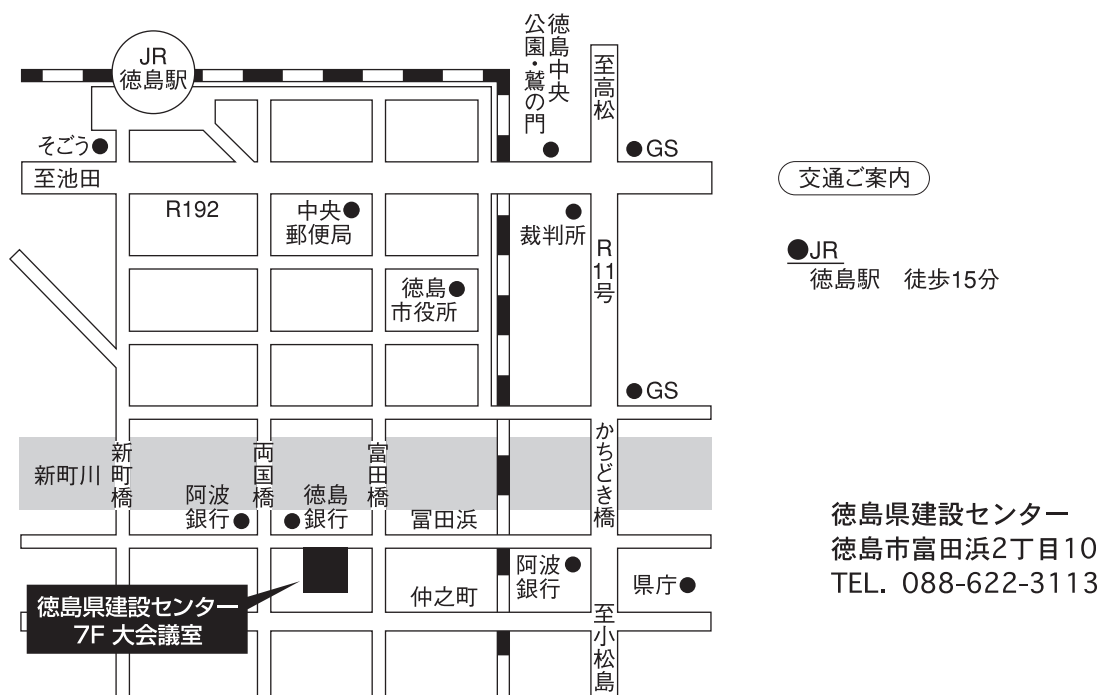 JR
徳島駅
徳島中央
公園・鷲の門
至高松
そごう
GS
至池田
R192
中央
郵便局
裁判所
R11号
徳島
市役所
GS
新町川
新町橋
両国橋
富田橋
かちどき橋
阿波
銀行
徳島
銀行
富田浜
阿波
銀行
県庁
仲之町
徳島県建設センター
7F 大会議室
至小松島
交通ご案内
●JR
徳島駅 徒歩15分
徳島県建設センター
徳島市富田浜2丁目10
TEL. 088-622-3113